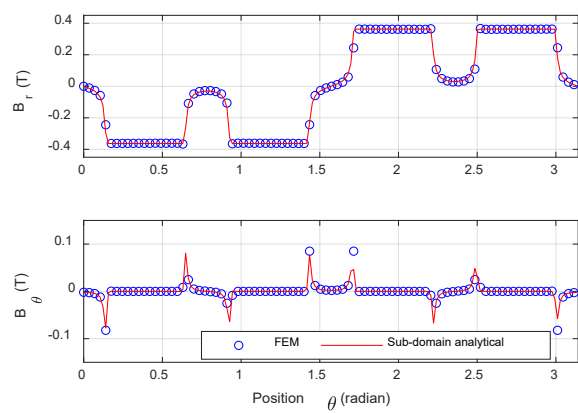 0.4
0.2
0
-0.2
-0.4
B r (T)
0 0.5 1 1.5 2 2.5 3
0.1
0
-0.1
B θ (T)
FEM Sub-domain analytical
0 0.5 1 1.5 2 2.5 3
Position θ (radian)